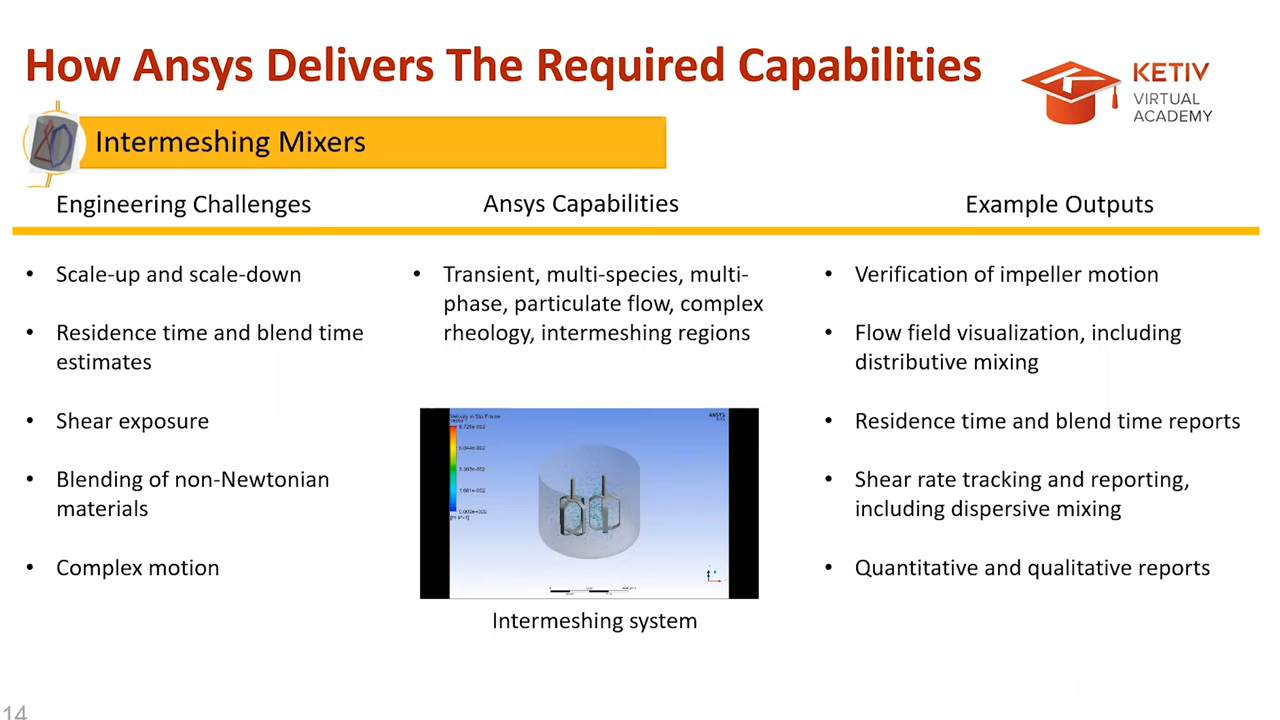 How Ansys Delivers The Required Capabilities
KETIV
VIRTUAL
ACADEMY
Intermeshing Mixers
Engineering Challenges
Ansys Capabilities
Example Outputs
• Scale-up and scale-down
• Residence time and blend time
estimates
• Shear exposure
• Blending of non-Newtonian
materials
• Complex motion
• Transient, multi-species, multi-
phase, particulate flow, complex
rheology, intermeshing regions
ANSYS
Intermeshing system
• Verification of impeller motion
• Flow field visualization, including
distributive mixing
• Residence time and blend time reports
• Shear rate tracking and reporting,
including dispersive mixing
• Quantitative and qualitative reports
14